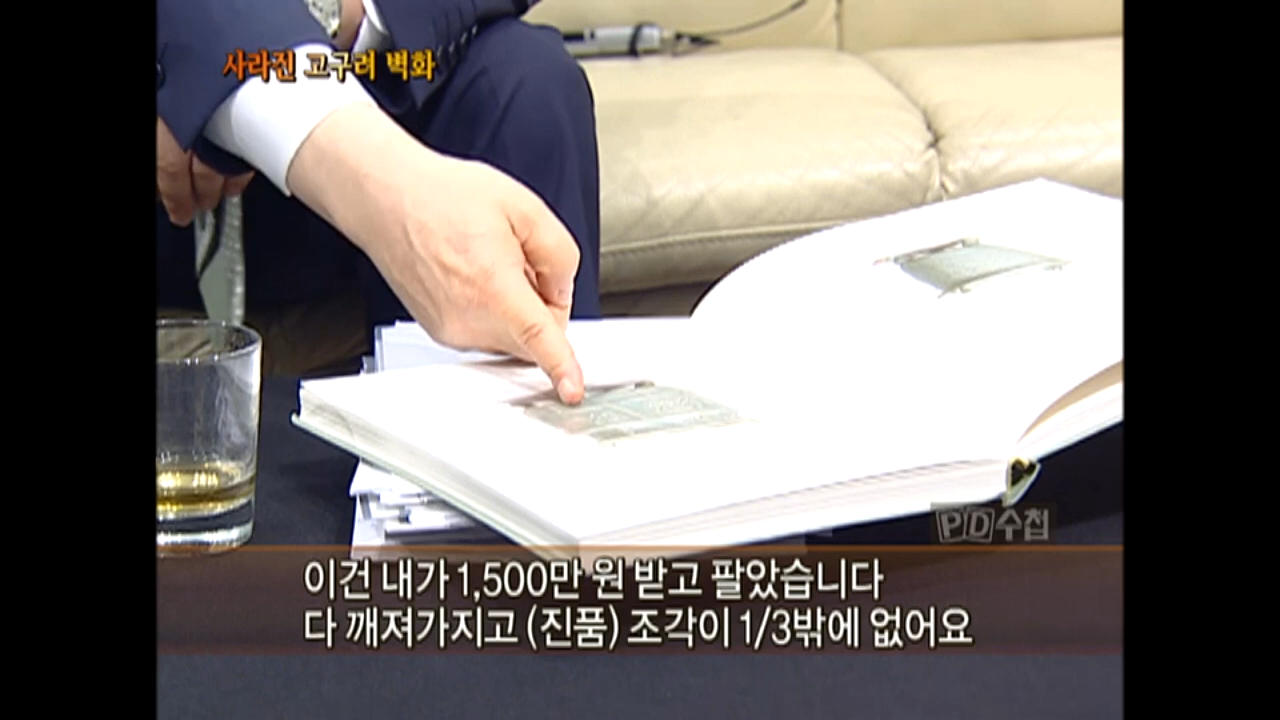 사라진 고구려 벽화
PD수첩
이건 내가 1,500만 원 받고 팔았습니다
다 깨져가지고 (진품) 조각이 1/3밖에 없어요